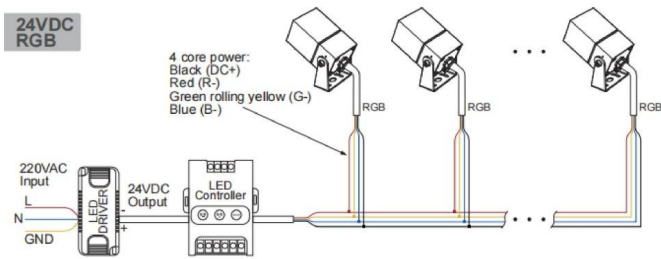 24VDC
RGB
4 core power:
Black (DC+)
Red (R-)
Green rolling yellow (G-)
Blue (B-)
RGB
RGB
RGB
220VAC
Input
L
N
GND
LED
DRIVER
24VDC
Output
-
+
LED
Controller